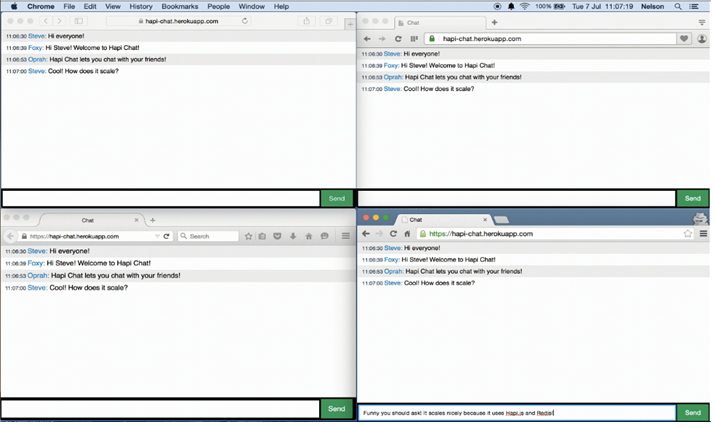 Chrome File Edit View History Bookmarks People Window Help 100% Tue 7 Jul 11:07:19 Nelson
hapi-chat.herokuapp.com
11:06:30 Steve: Hi everyone!
11:06:39 Foxy: Hi Steve! Welcome to Hapi Chat!
11:06:53 Oprah: Hapi Chat lets you chat with your friends!
11:07:00 Steve: Cool! How does it scale?
Send
Chat
hapi-chat.herokuapp.com
11:06:30 Steve: Hi everyone!
11:06:39 Foxy: Hi Steve! Welcome to Hapi Chat!
11:06:53 Oprah: Hapi Chat lets you chat with your friends!
11:07:00 Steve: Cool! How does it scale?
Send
Chat
https://hapi-chat.herokuapp.com Search
11:06:30 Steve: Hi everyone!
11:06:39 Foxy: Hi Steve! Welcome to Hapi Chat!
11:06:53 Oprah: Hapi Chat lets you chat with your friends!
11:07:00 Steve: Cool! How does it scale?
Send
Chat
https://hapi-chat.herokuapp.com
11:06:30 Steve: Hi everyone!
11:06:39 Foxy: Hi Steve! Welcome to Hapi Chat!
11:06:53 Oprah: Hapi Chat lets you chat with your friends!
11:07:00 Steve: Cool! How does it scale?
Funny you should ask! It scales nicely because it uses Hapi.js and Redis!
Send